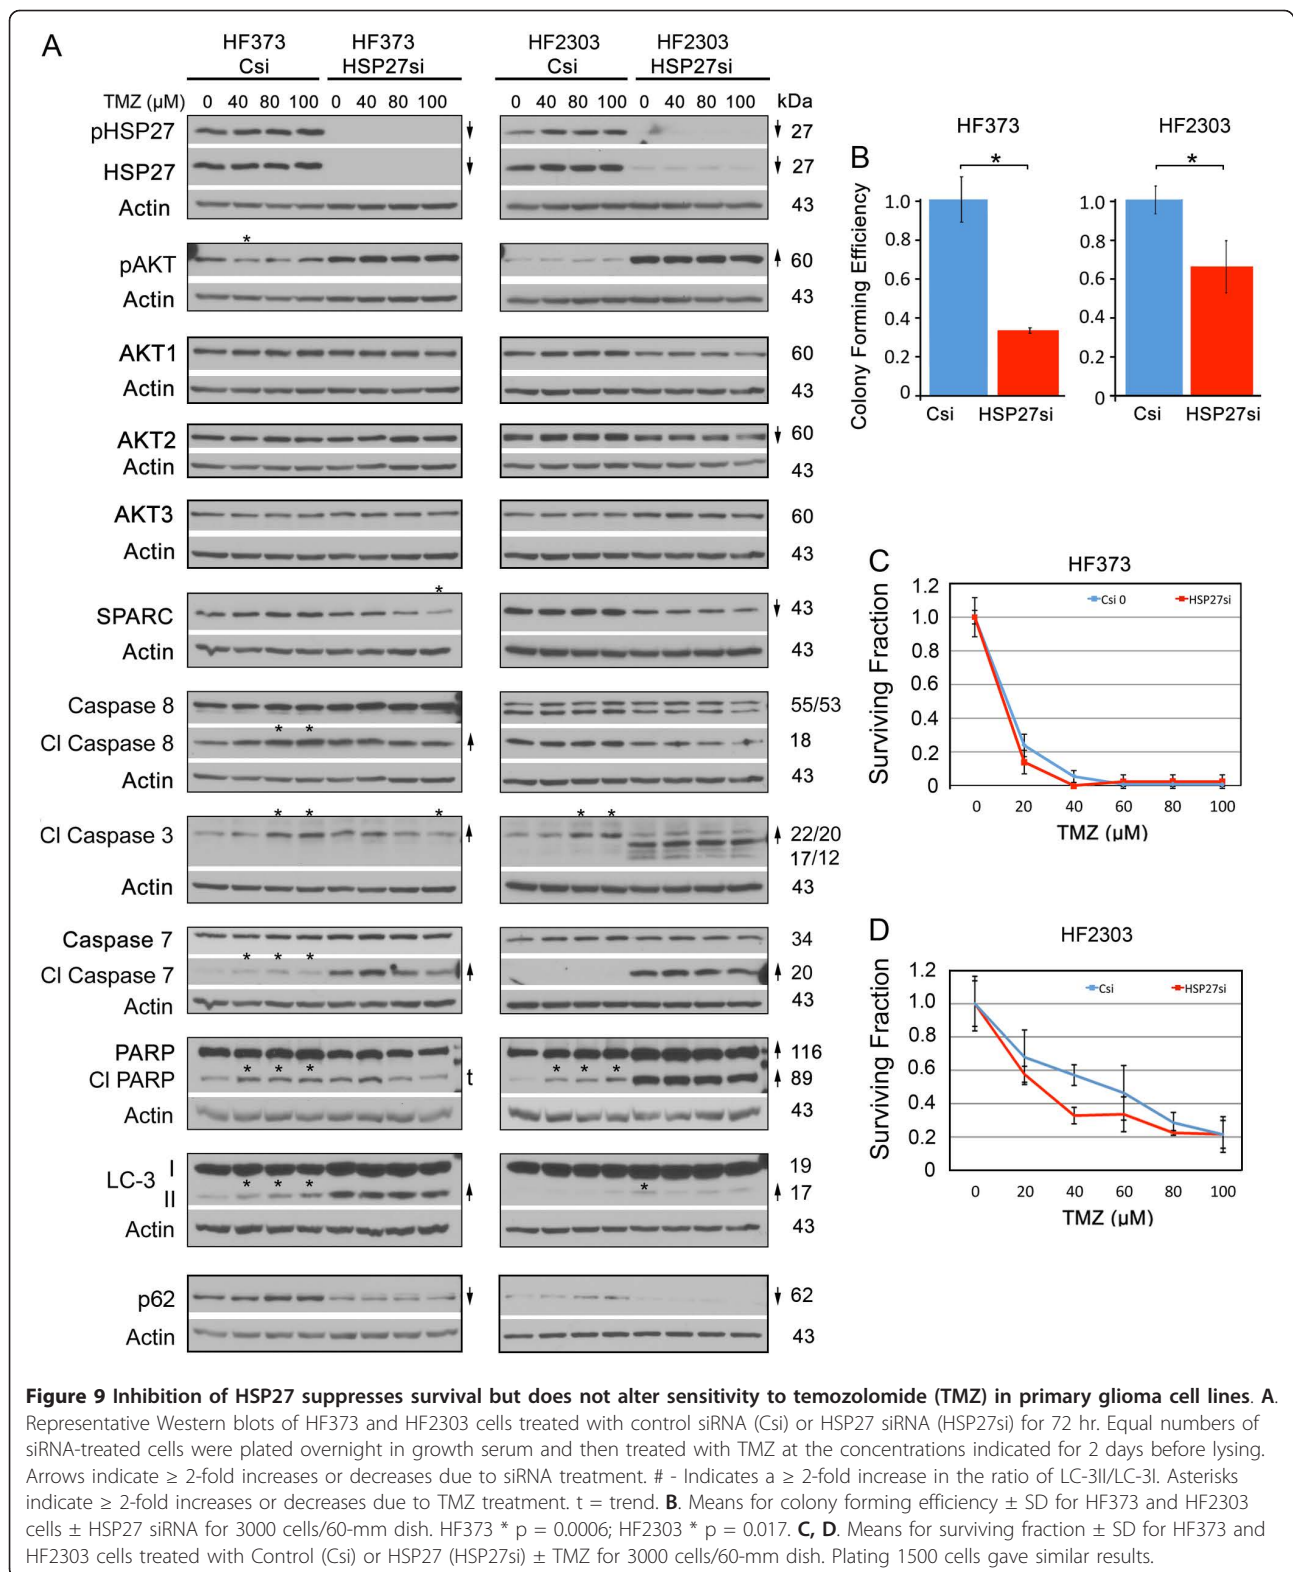 A
HF373 HF373 HF2303 HF2303
Csi HSP27si Csi HSP27si
TMZ (µM) 0 40 80 100 0 40 80 100 0 40 80 100 0 40 80 100 kDa
pHSP27 27
HSP27 27
Actin 43
*
pAKT 60
Actin 43
AKT1 60
Actin 43
AKT2 60
Actin 43
AKT3 60
Actin 43
*
SPARC 43
Actin 43
Caspase 8 55/53
* *
Cl Caspase 8 18
Actin 43
* * * * *
Cl Caspase 3 22/20
17/12
Actin 43
Caspase 7 34
* * *
Cl Caspase 7 20
Actin 43
PARP 116
* * * * * *
Cl PARP t 89
Actin 43
LC-3 I 19
* * * *
II 17
Actin 43
p62 62
Actin 43
B
HF373 HF2303
* *
Colony Forming Efficiency
1.0 1.0
0.8 0.8
0.6 0.6
0.4 0.4
0.2 0.2
0 0
Csi HSP27si Csi HSP27si
C
HF373
Surviving Fraction
1.2
1.0
0.8
0.6
0.4
0.2
0
Csi 0 HSP27si
0 20 40 60 80 100
TMZ (µM)
D
HF2303
Surviving Fraction
1.2
1.0
0.8
0.6
0.4
0.2
0
Csi HSP27si
0 20 40 60 80 100
TMZ (µM)
Figure 9 Inhibition of HSP27 suppresses survival but does not alter sensitivity to temozolomide (TMZ) in primary glioma cell lines. A.
Representative Western blots of HF373 and HF2303 cells treated with control siRNA (Csi) or HSP27 siRNA (HSP27si) for 72 hr. Equal numbers of
siRNA-treated cells were plated overnight in growth serum and then treated with TMZ at the concentrations indicated for 2 days before lysing.
Arrows indicate ≥ 2-fold increases or decreases due to siRNA treatment. # - Indicates a ≥ 2-fold increase in the ratio of LC-3II/LC-3I. Asterisks
indicate ≥ 2-fold increases or decreases due to TMZ treatment. t = trend. B. Means for colony forming efficiency ± SD for HF373 and HF2303
cells ± HSP27 siRNA for 3000 cells/60-mm dish. HF373 * p = 0.0006; HF2303 * p = 0.017. C, D. Means for surviving fraction ± SD for HF373 and
HF2303 cells treated with Control (Csi) or HSP27 (HSP27si) ± TMZ for 3000 cells/60-mm dish. Plating 1500 cells gave similar results.